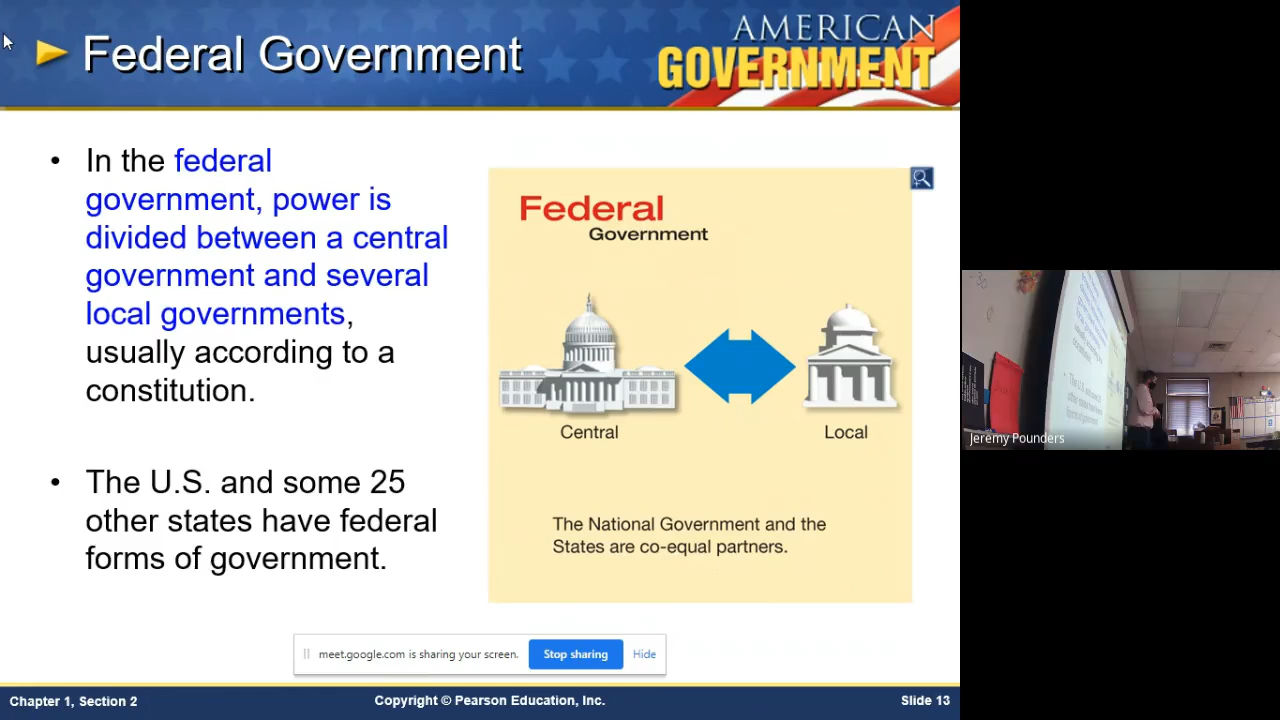 Federal Government
AMERICAN
GOVERNMENT
• In the federal
government, power is
divided between a central
government and several
local governments,
usually according to a
constitution.
• The U.S. and some 25
other states have federal
forms of government.
Federal
Government
Central
Local
The National Government and the
States are co-equal partners.
meet.google.com is sharing your screen.
Stop sharing
Hide
Chapter 1, Section 2
Copyright © Pearson Education, Inc.
Slide 13
Jeremy Pounders